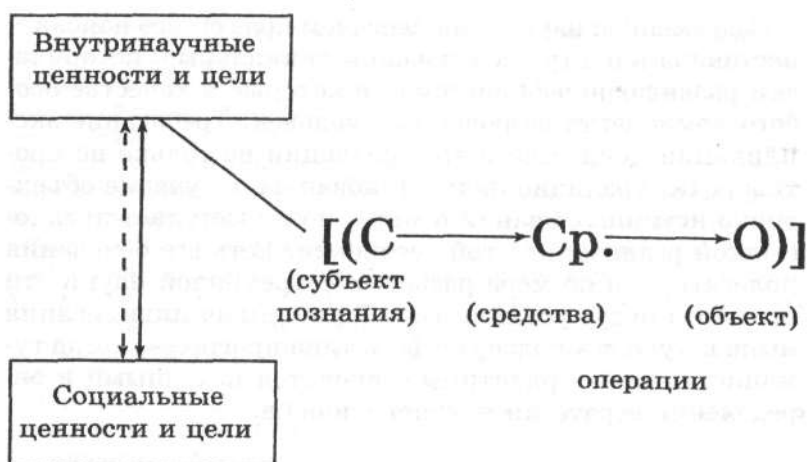 Внутринаучные
ценности и цели
[(С → Ср. → О)]
(субъект
познания) (средства) (объект)
операции
Социальные
ценности и цели